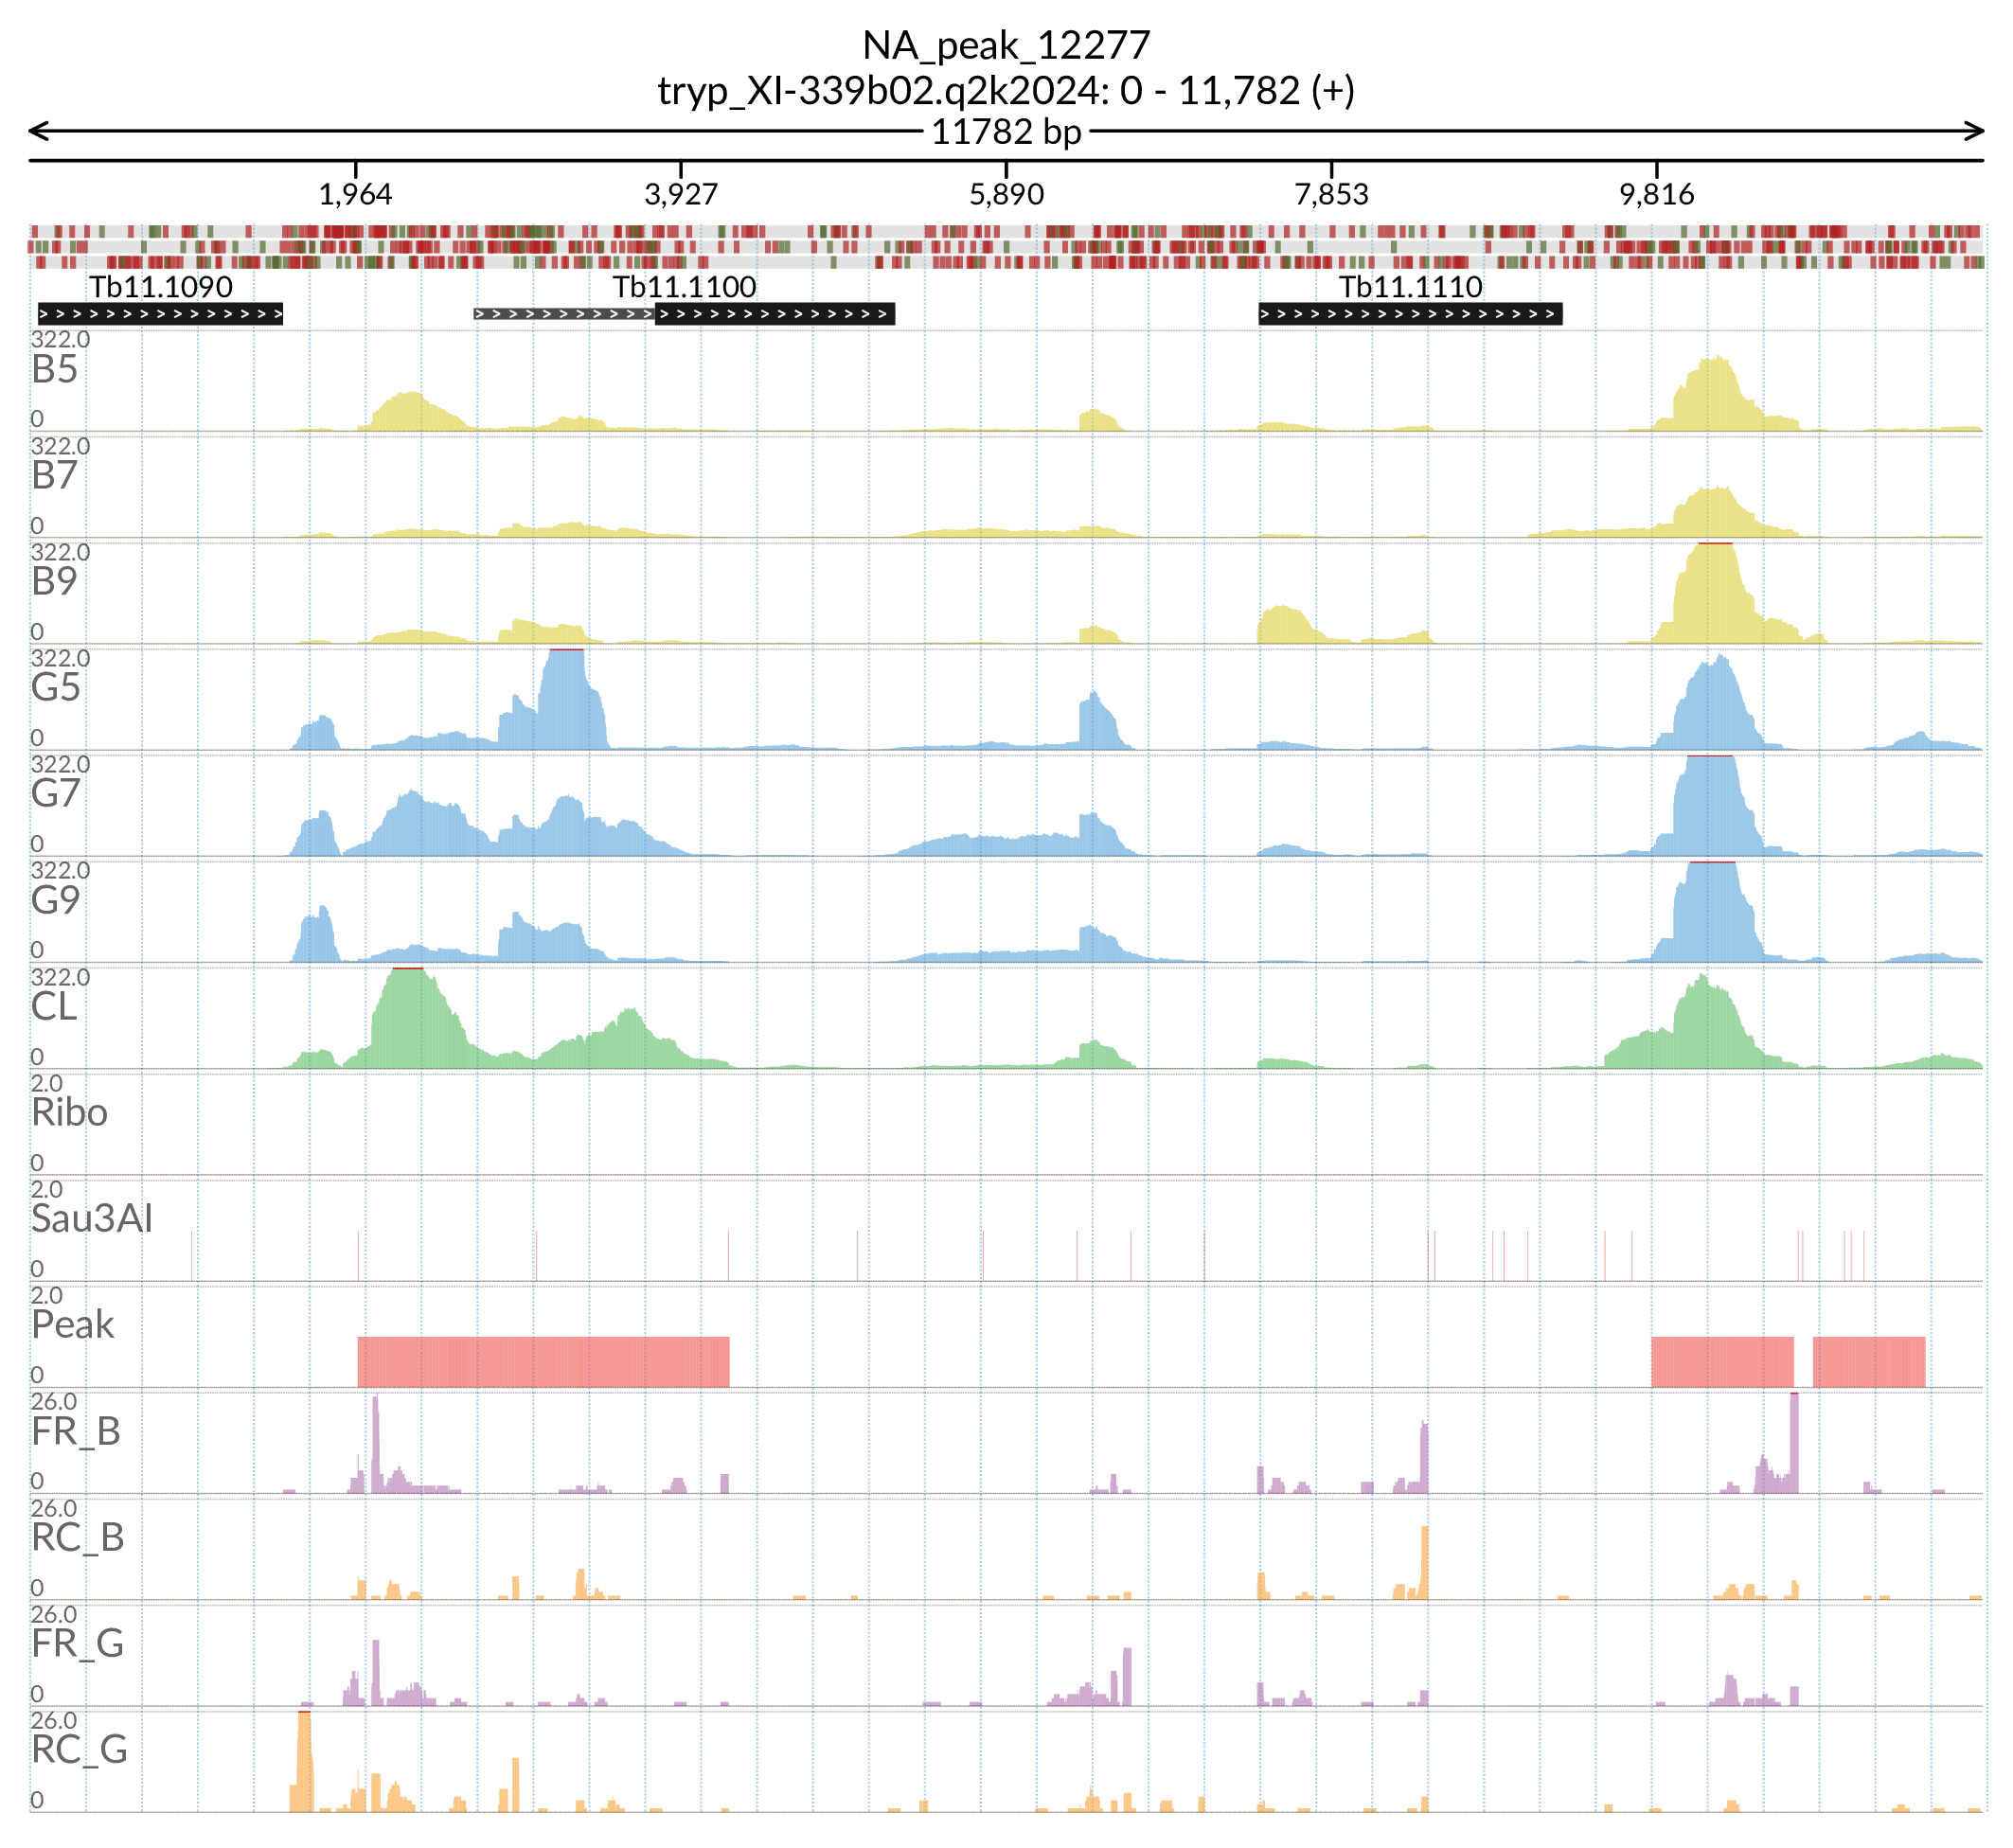 NA_peak_12277
tryp_XI-339b02.q2k2024: 0 - 11,782 (+)
11782 bp
1,964 3,927 5,890 7,853 9,816
Tb11.1090 Tb11.1100 Tb11.1110
322.0
B5
0
322.0
B7
0
322.0
B9
0
322.0
G5
0
322.0
G7
0
322.0
G9
0
322.0
CL
0
2.0
Ribo
0
2.0
Sau3AI
0
2.0
Peak
0
26.0
FR_B
0
26.0
RC_B
0
26.0
FR_G
0
26.0
RC_G
0